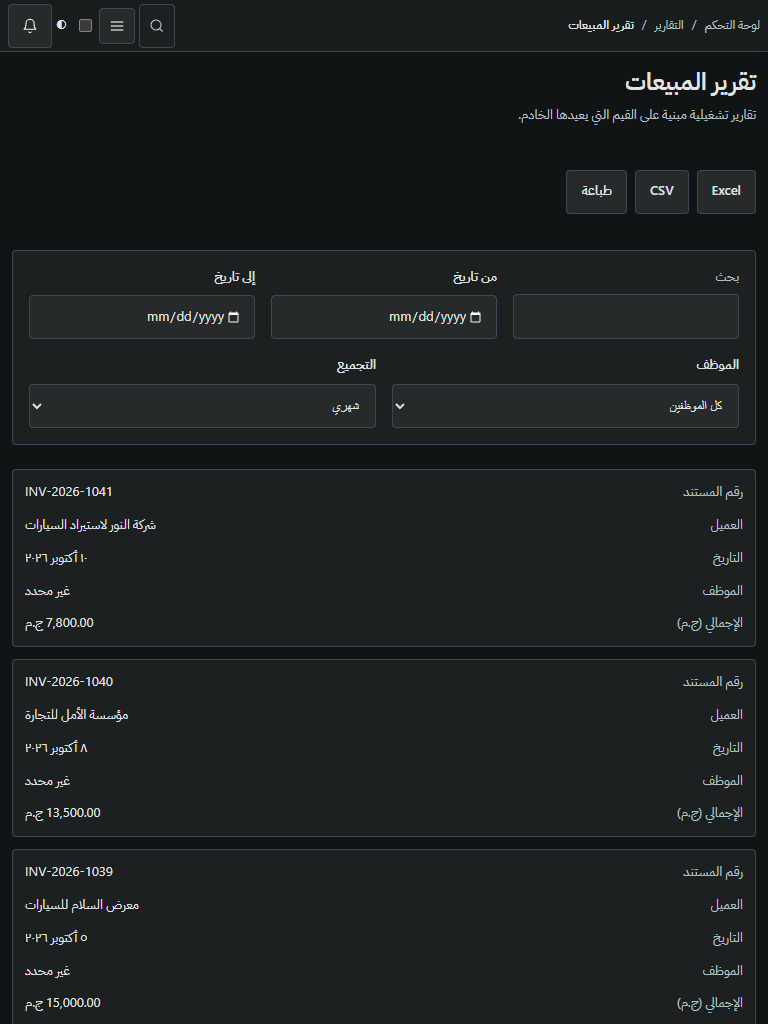 لوحة التحكم / التقارير / تقرير المبيعات
تقرير المبيعات
تقارير تشغيلية مبنية على القيم التي يعيدها الخادم.
Excel CSV طباعة
بحث من تاريخ إلى تاريخ
mm/dd/yyyy mm/dd/yyyy
الموظف التجميع
كل الموظفين شهري
رقم المستند INV-2026-1041
العميل شركة النور لاستيراد السيارات
التاريخ ١٠ أكتوبر ٢٠٢٦
الموظف غير محدد
الإجمالي (ج.م) 7,800.00 ج.م
رقم المستند INV-2026-1040
العميل مؤسسة الأمل للتجارة
التاريخ ٨ أكتوبر ٢٠٢٦
الموظف غير محدد
الإجمالي (ج.م) 13,500.00 ج.م
رقم المستند INV-2026-1039
العميل معرض السلام للسيارات
التاريخ ٥ أكتوبر ٢٠٢٦
الموظف غير محدد
الإجمالي (ج.م) 15,000.00 ج.م